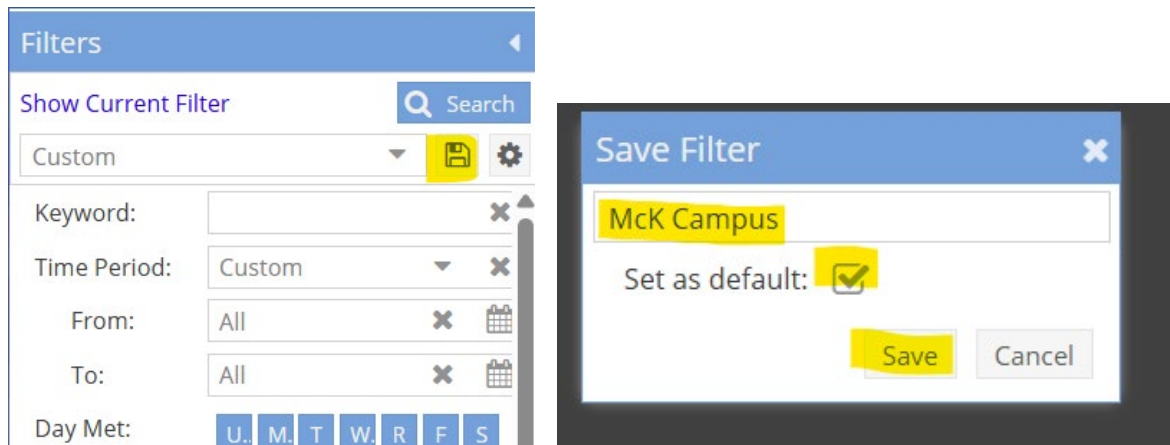 Filters
Show Current Filter
Search
Custom
Keyword:
Time Period: Custom
From: All
To: All
Day Met: U.. M. T W. R F S
Save Filter
McK Campus
Set as default:
Save Cancel